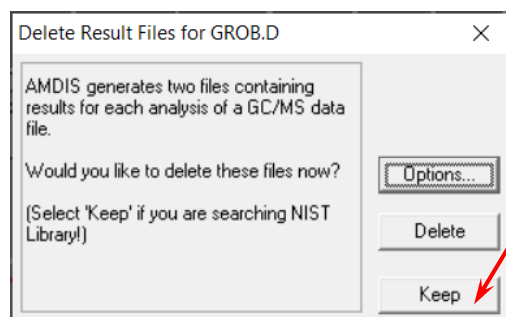 Delete Result Files for GROB.D
AMDIS generates two files containing
results for each analysis of a GC/MS data
file.
Would you like to delete these files now?
(Select 'Keep' if you are searching NIST
Library!)
Options...
Delete
Keep